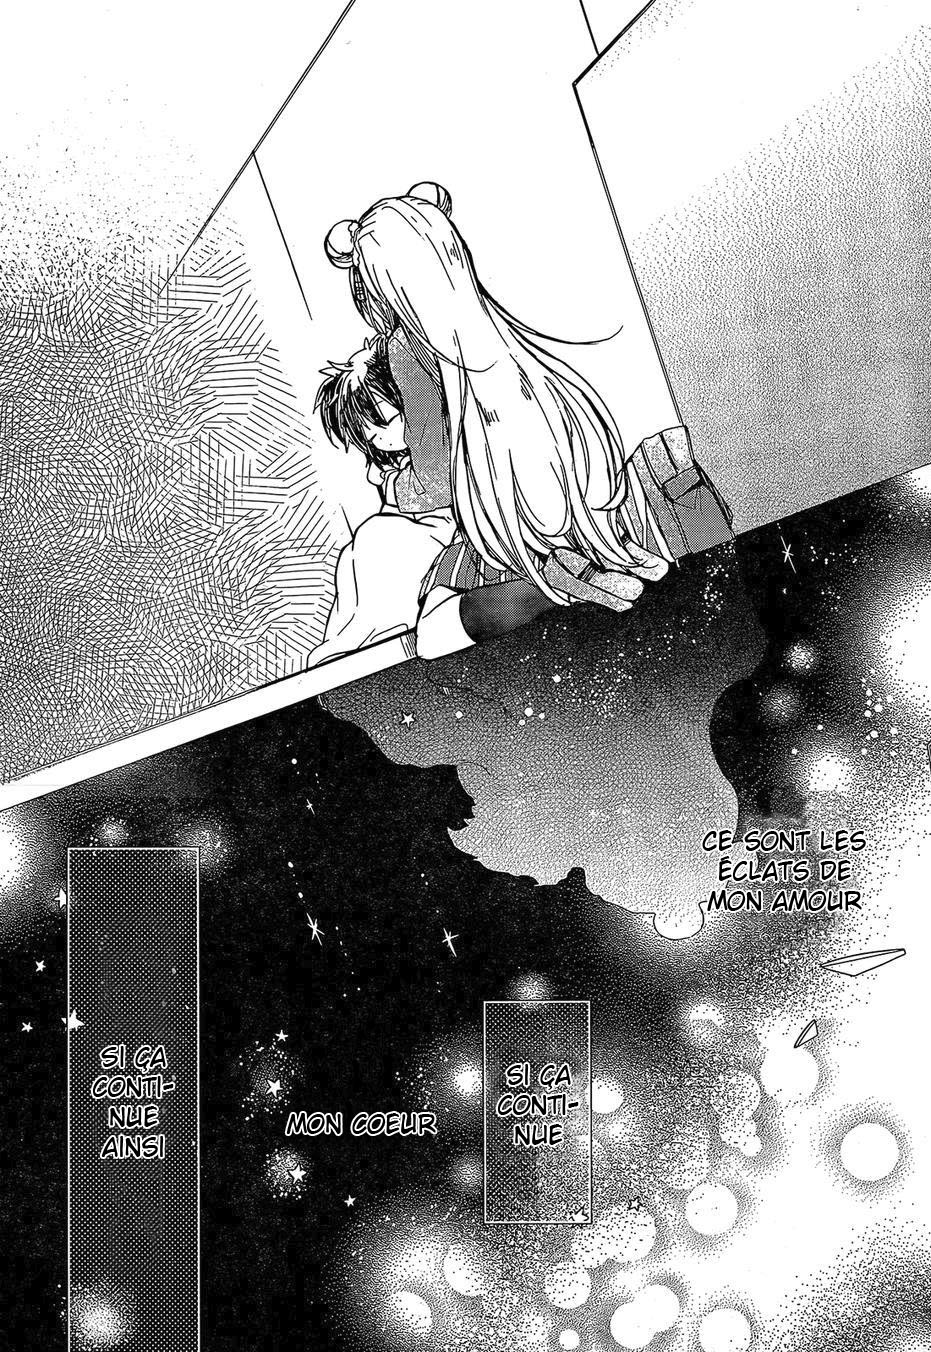 CE SONT LES
ÉCLATS DE
MON AMOUR
SI ÇA
CONTI-
NUE
MON COEUR
SI ÇA
CONTI-
NUE
AINSI